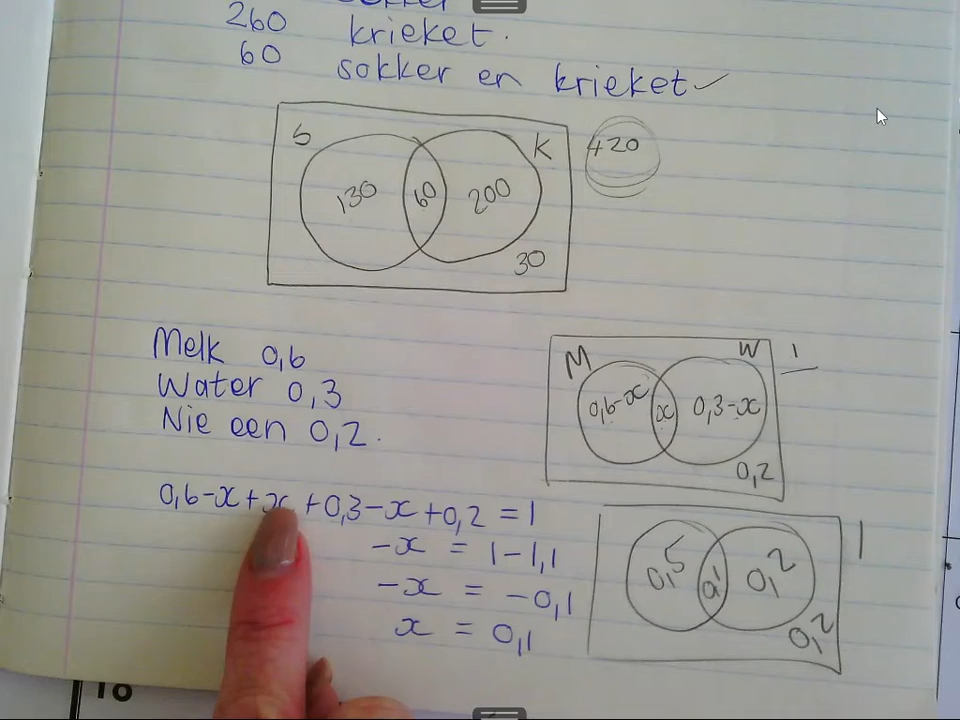 sokker
260 krieket.
60 sokker en krieket
S K 420
130 60 200
30
Melk 0,6
Water 0,3
Nie een 0,2.
M W 1
0,6-x x 0,3-x
0,2
0,6-x+x+0,3-x+0,2 = 1
-x = 1-1,1
-x = -0,1
x = 0,1
1
0,5 0,1 0,2
0,2
10